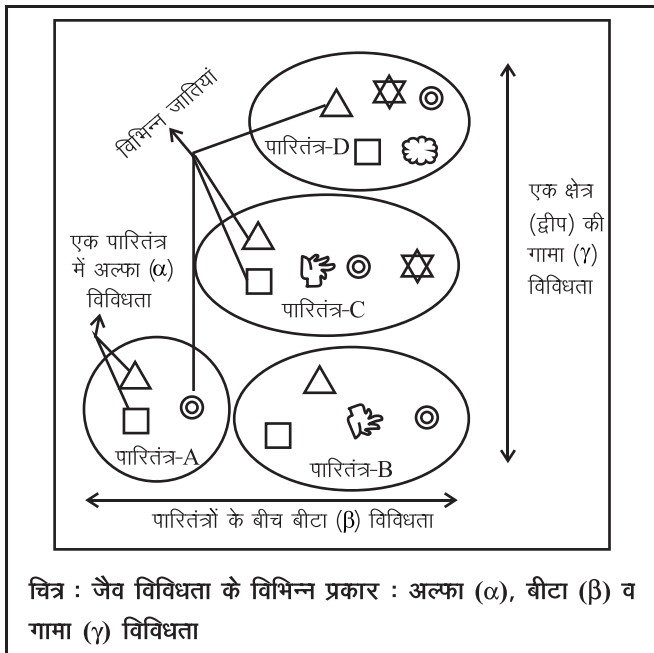 विभिन्न जातियां
पारितंत्र-D
एक क्षेत्र
(द्वीप) की
गामा (γ)
विविधता
एक पारितंत्र
में अल्फा (α)
विविधता
पारितंत्र-C
पारितंत्र-A
पारितंत्र-B
पारितंत्रों के बीच बीटा (β) विविधता
चित्र : जैव विविधता के विभिन्न प्रकार : अल्फा (α), बीटा (β) व
गामा (γ) विविधता